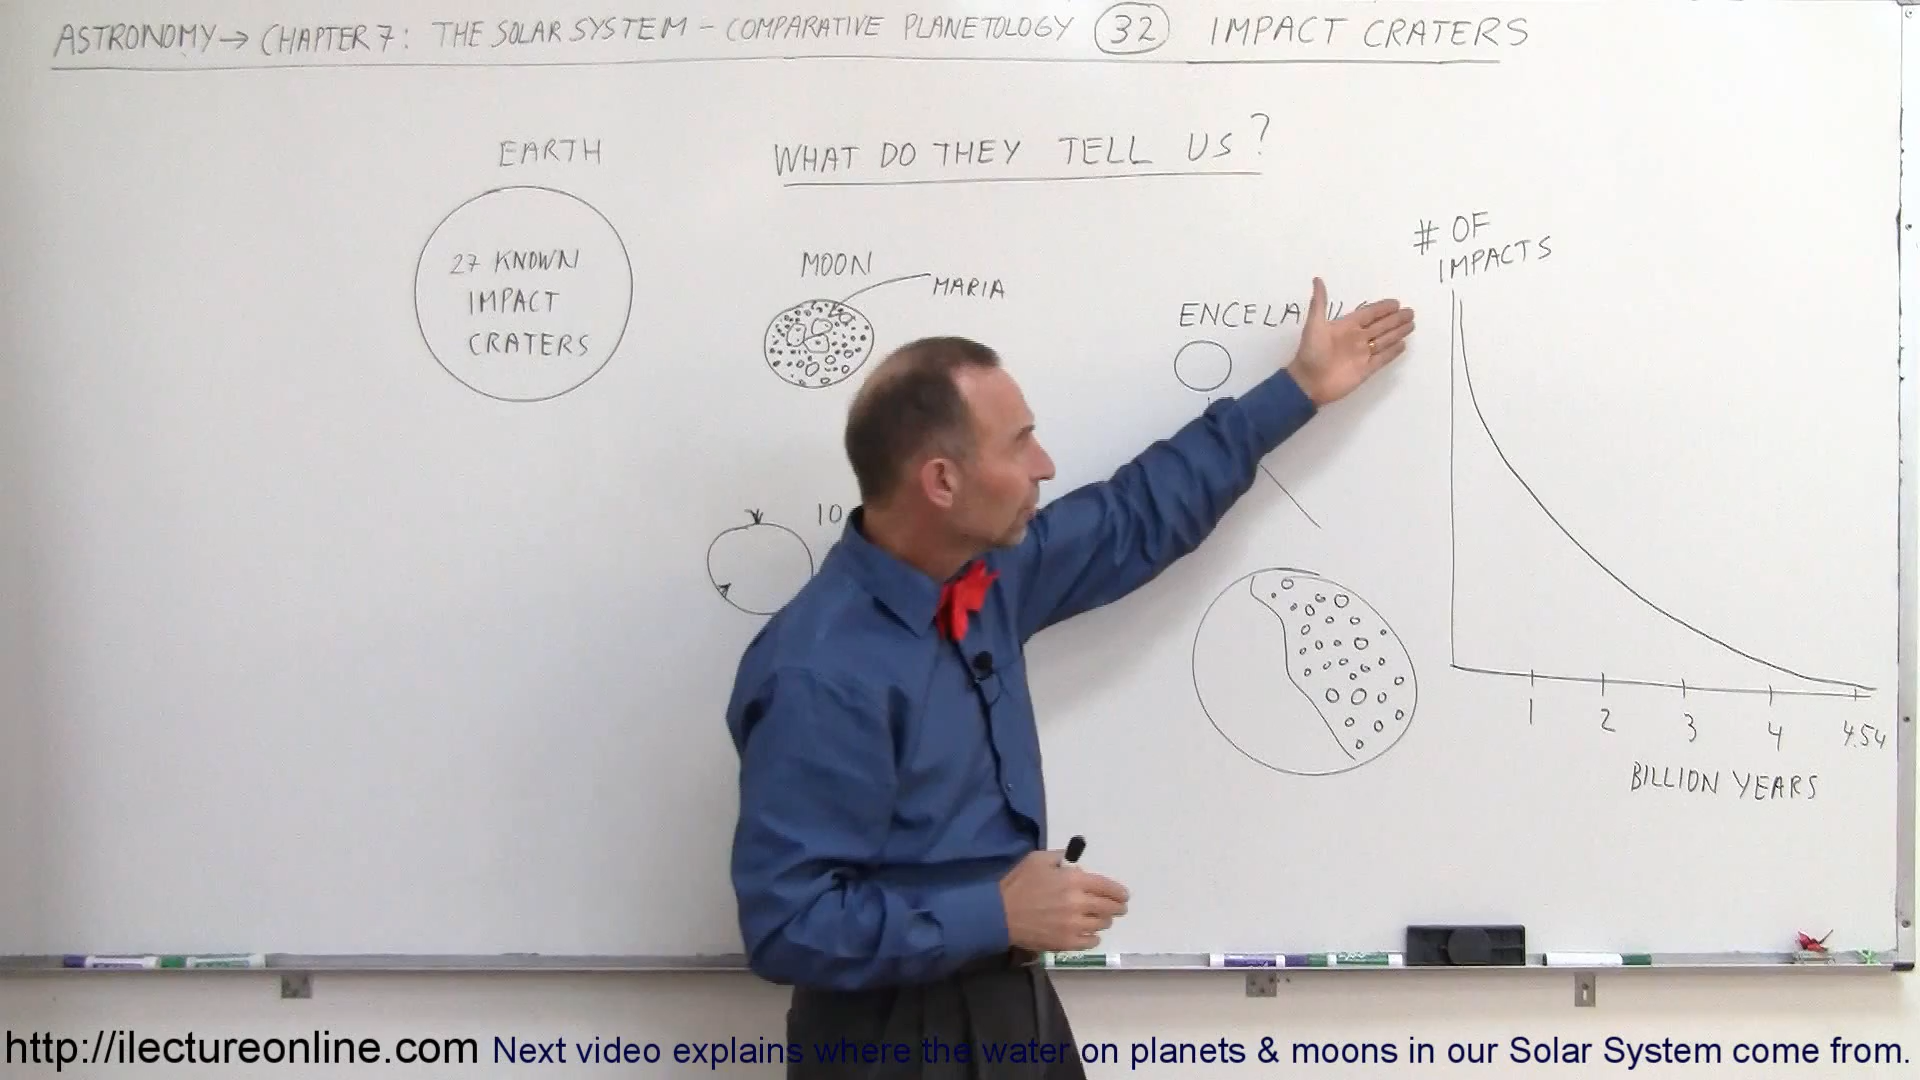 ASTRONOMY→ CHAPTER 7: THE SOLAR SYSTEM – COMPARATIVE PLANETOLOGY 32 IMPACT CRATERS
WHAT DO THEY TELL US?
EARTH
27 KNOWN
IMPACT
CRATERS
MOON
MARIA
# OF
IMPACTS
1 2 3 4 4.54
BILLION YEARS
http://ilectureonline.com Next video explains where the water on planets & moons in our Solar System come from.